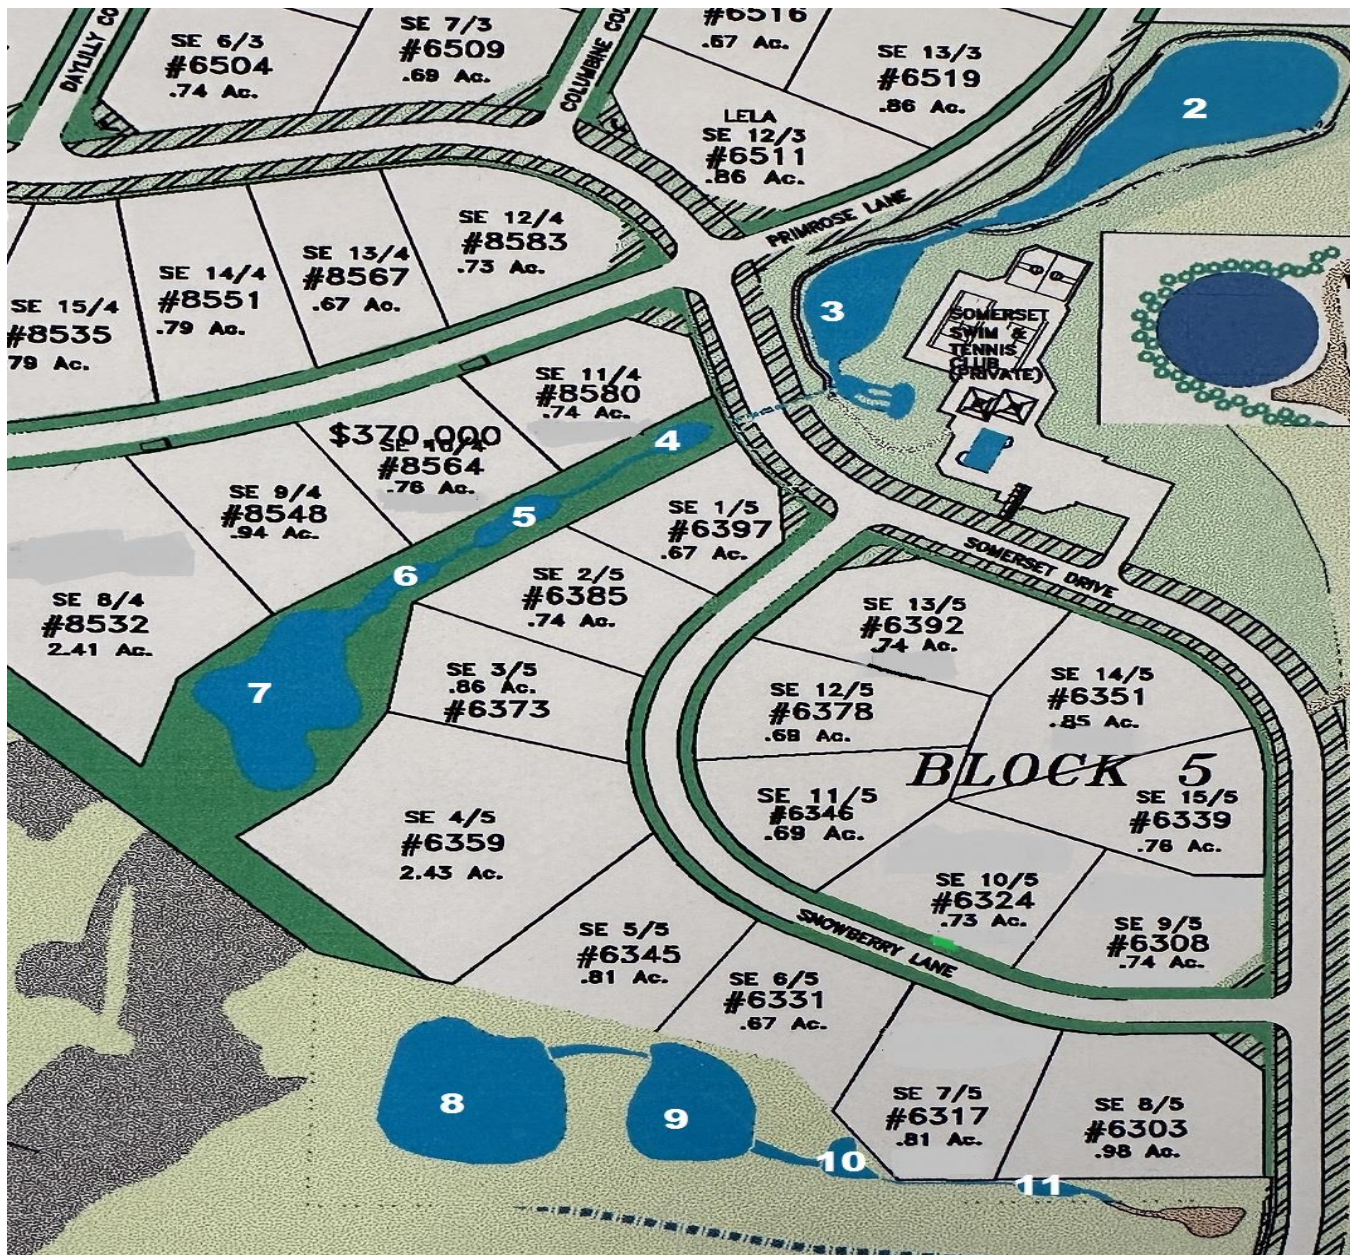 DAYLILY CO
SE 6/3
#6504
.74 Ac.
SE 7/3
#6509
.69 Ac.
COLUMBINE COU
#6516
.67 Ac.
SE 13/3
#6519
.86 Ac.
LELA
SE 12/3
#6511
.86 Ac.
2
PRIMROSE LANE
SE 15/4
#8535
79 Ac.
SE 14/4
#8551
.79 Ac.
SE 13/4
#8567
.67 Ac.
SE 12/4
#8583
.73 Ac.
3
SOMERSET
SWIM &
TENNIS
CLUB
(PRIVATE)
SE 11/4
#8580
.74 Ac.
4
$370,000
SE 10/4
#8564
.76 Ac.
SE 9/4
#8548
.94 Ac.
5
SE 1/5
#6397
.67 Ac.
6
SE 8/4
#8532
2.41 Ac.
SE 2/5
#6385
.74 Ac.
SOMERSET DRIVE
SE 13/5
#6392
.74 Ac.
7
SE 3/5
.86 Ac.
#6373
SE 12/5
#6378
.68 Ac.
SE 14/5
#6351
.85 Ac.
BLOCK 5
SE 4/5
#6359
2.43 Ac.
SE 11/5
#6346
.69 Ac.
SE 15/5
#6339
.76 Ac.
SE 10/5
#6324
.73 Ac.
SE 9/5
#6308
.74 Ac.
SNOWBERRY LANE
SE 5/5
#6345
.81 Ac.
SE 6/5
#6331
.67 Ac.
8
9
10
SE 7/5
#6317
.81 Ac.
SE 8/5
#6303
.98 Ac.
11